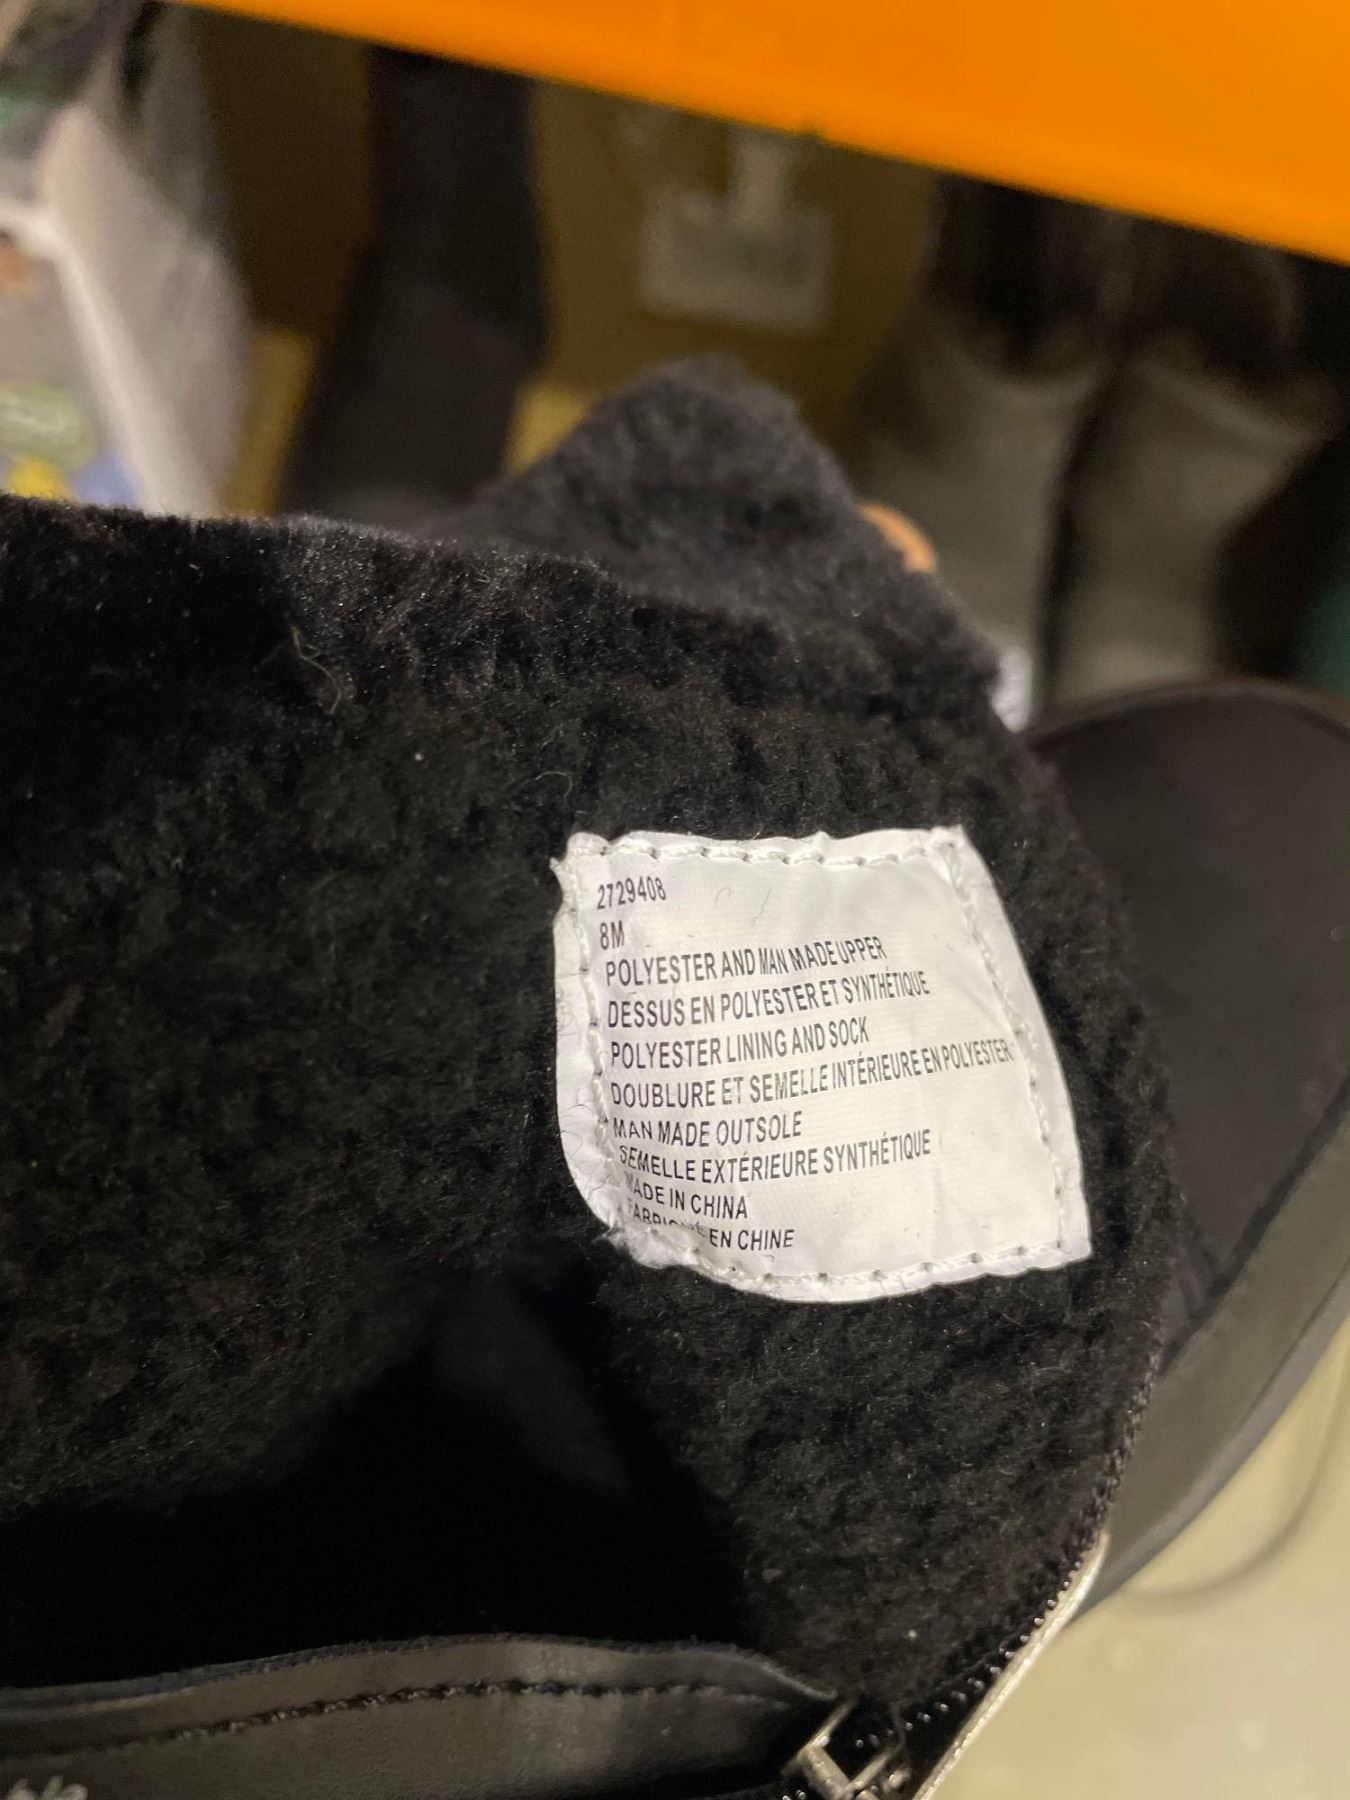 2729408
8M
POLYESTER AND MAN MADE UPPER
DESSUS EN POLYESTER ET SYNTHÉTIQUE
POLYESTER LINING AND SOCK
DOUBLURE ET SEMELLE INTÉRIEURE EN POLYESTER
MAN MADE OUTSOLE
SEMELLE EXTÉRIEURE SYNTHÉTIQUE
MADE IN CHINA
FABRIQUÉ EN CHINE